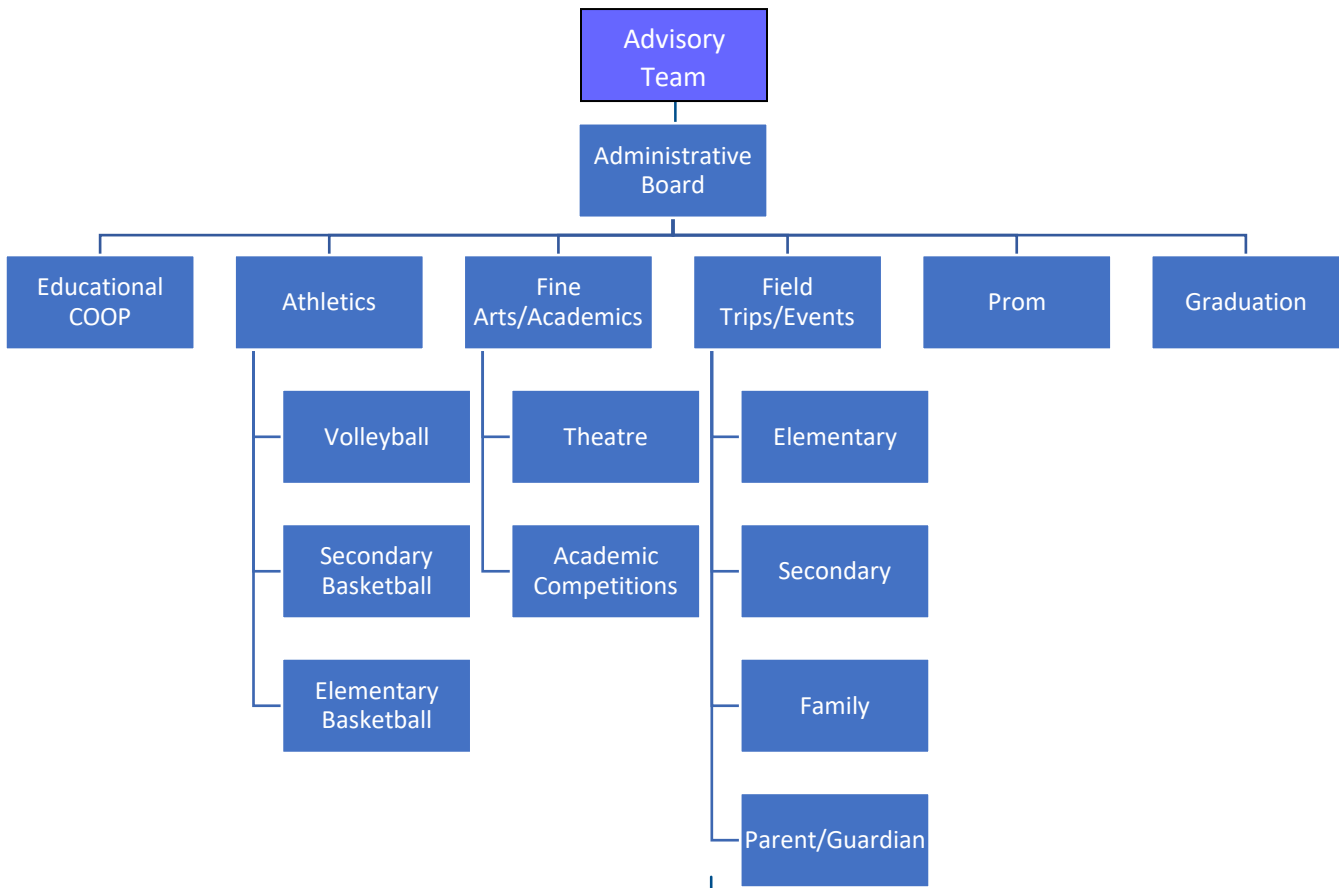 Advisory
Team
Administrative
Board
Educational
COOP
Athletics
Fine
Arts/Academics
Field
Trips/Events
Prom
Graduation
Volleyball
Secondary
Basketball
Elementary
Basketball
Theatre
Academic
Competitions
Elementary
Secondary
Family
Parent/Guardian